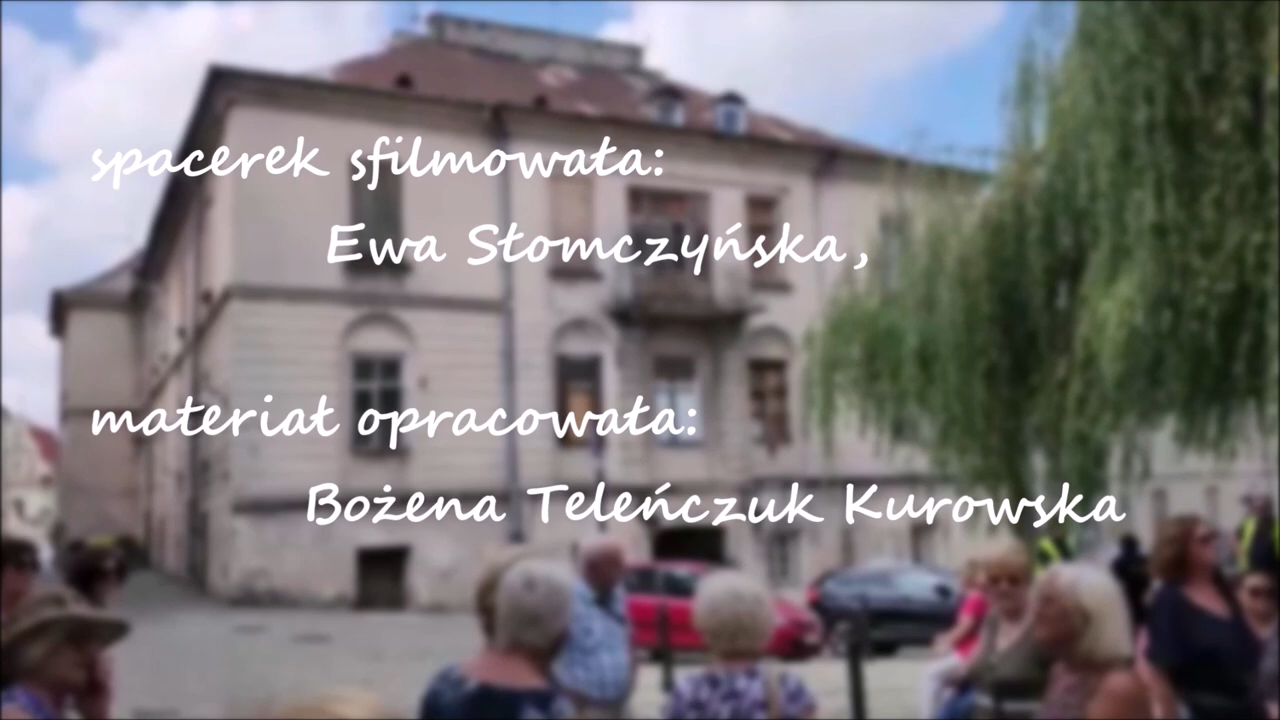 spacerek sfilmowała:
Ewa Słomczyńska,
materiał opracowała:
Bożena Teleńczuk Kurowska